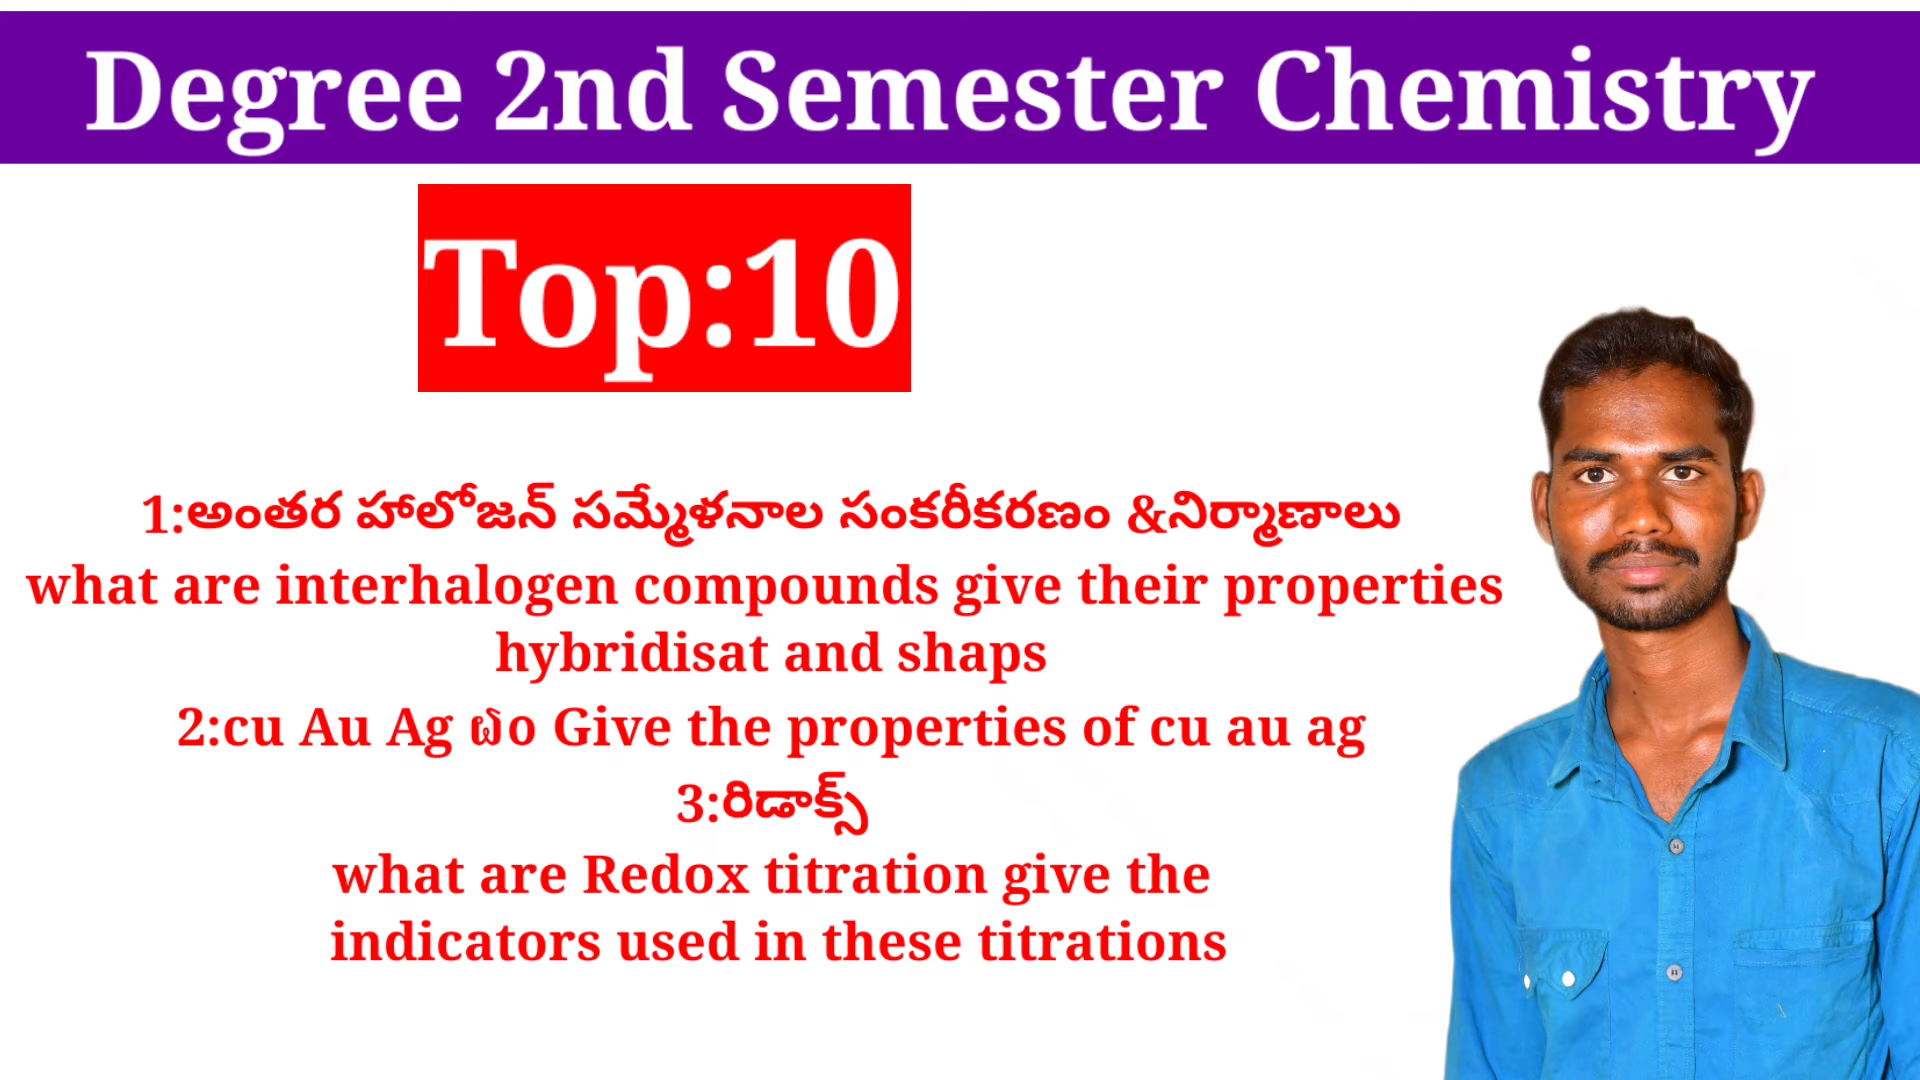 Degree 2nd Semester Chemistry
Top:10
1:అంతర హాలోజన్ సమ్మేళనాల సంకరీకరణం &నిర్మాణాలు
what are interhalogen compounds give their properties
hybridisat and shaps
2:cu Au Ag Give the properties of cu au ag
3:రిడాక్స్
what are Redox titration give the
indicators used in these titrations